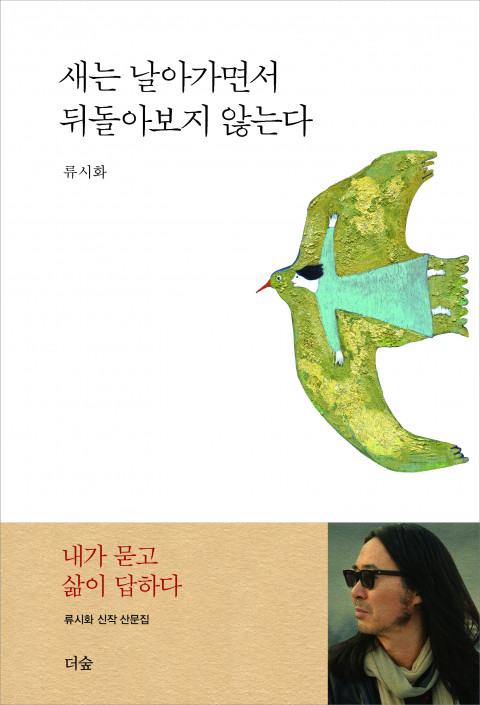 새는 날아가면서
뒤돌아보지 않는다
류시화
내가 묻고
삶이 답하다
류시화 신작 산문집
더숲